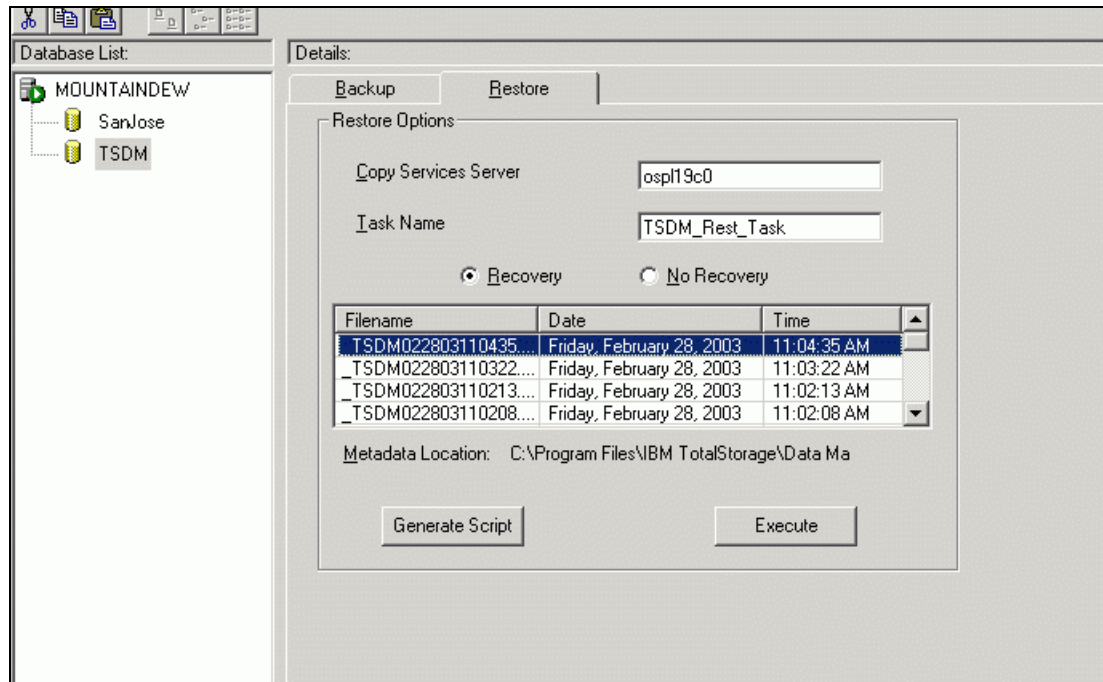 Database List:
Details:
MOUNTAINDEW
SanJose
TSDM
Backup
Restore
Restore Options
Copy Services Server
ospl19c0
Task Name
TSDM_Rest_Task
Recovery
No Recovery
Filename Date Time
_TSDM022803110435.... Friday, February 28, 2003 11:04:35 AM
_TSDM022803110322.... Friday, February 28, 2003 11:03:22 AM
_TSDM022803110213.... Friday, February 28, 2003 11:02:13 AM
_TSDM022803110208.... Friday, February 28, 2003 11:02:08 AM
Metadata Location: C:\Program Files\IBM TotalStorage\Data Ma
Generate Script
Execute